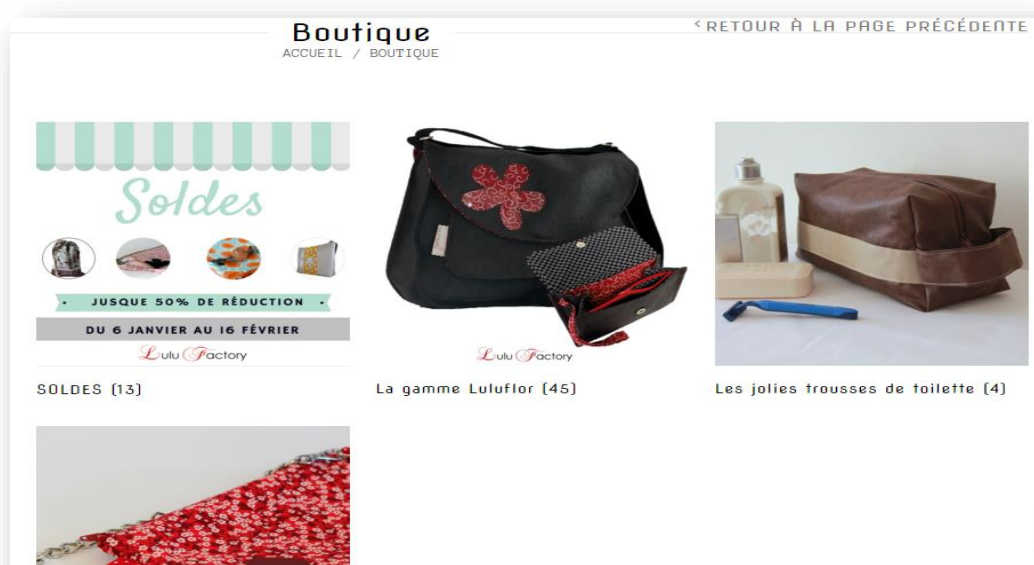 Boutique
< RETOUR À LA PAGE PRÉCÉDENTE
ACCUEIL / BOUTIQUE
Soldes
• JUSQUE 50% DE RÉDUCTION •
DU 6 JANVIER AU 16 FÉVRIER
Lulu Factory
Lulu Factory
SOLDES (13)
La gamme Luluflor (45)
Les jolies trousses de toilette (4)